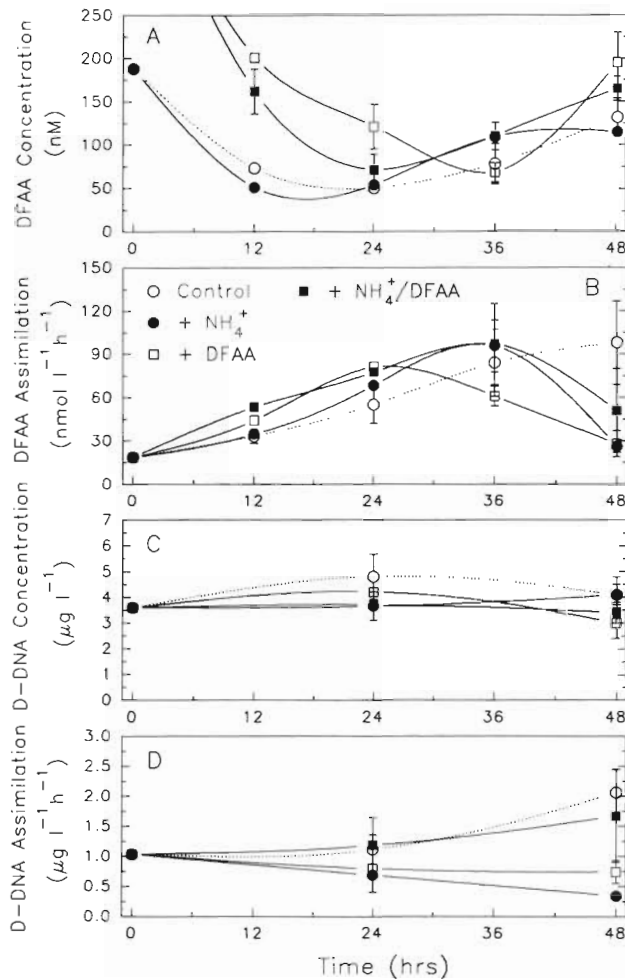 A
DFAA Concentration
(nM)
250
200
150
100
50
0
0 12 24 36 48
B
DFAA Assimilation
(nmol l⁻¹h⁻¹)
150
120
90
60
30
0
Control
+ NH₄⁺
+ DFAA
+ NH₄⁺/DFAA
0 12 24 36 48
C
D-DNA Concentration
(µg l⁻¹)
7
6
5
4
3
2
1
0
0 12 24 36 48
D
D-DNA Assimilation
(µg l⁻¹h⁻¹)
3.0
2.5
2.0
1.5
1.0
0.5
0.0
0 12 24 36 48
Time (hrs)